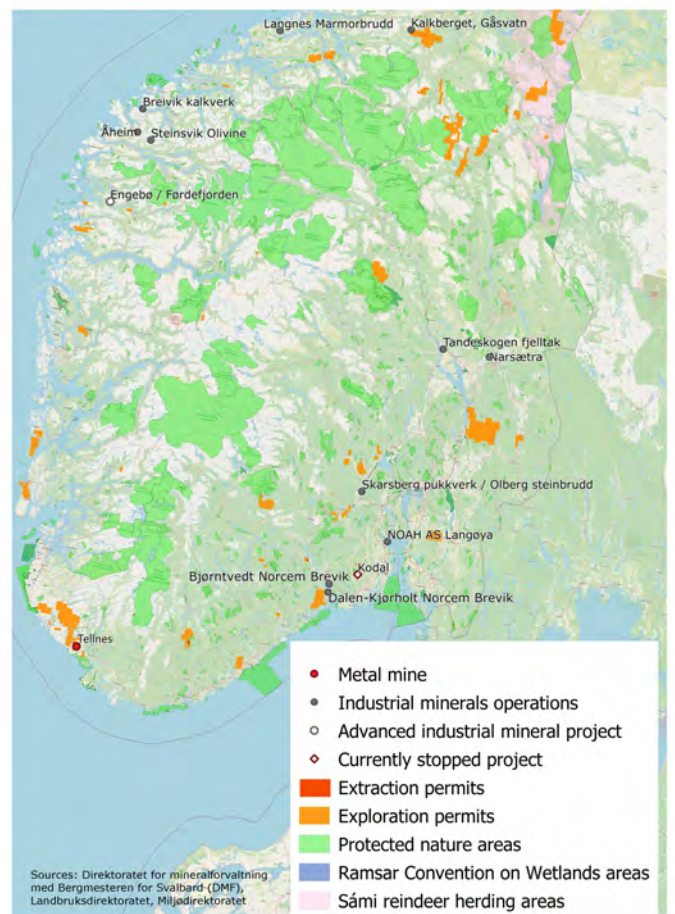 Langnes Marmorbrudd
Kalkberget, Gåsvatn
Breivik kalkverk
Åheim
Steinsvik Olivine
Engebø / Førdefjorden
Tandeskogen fjelltak
Narsætra
Skarsberg pukkverk / Olberg steinbrudd
NOAH AS Langøya
Kodal
Bjørntvedt Norcem Brevik
Dalen-Kjørholt Norcem Brevik
Tellnes
Metal mine
Industrial minerals operations
Advanced industrial mineral project
Currently stopped project
Extraction permits
Exploration permits
Protected nature areas
Ramsar Convention on Wetlands areas
Sámi reindeer herding areas
Sources: Direktoratet for mineralforvaltning
med Bergmesteren for Svalbard (DMF),
Landbruksdirektoratet, Miljødirektoratet